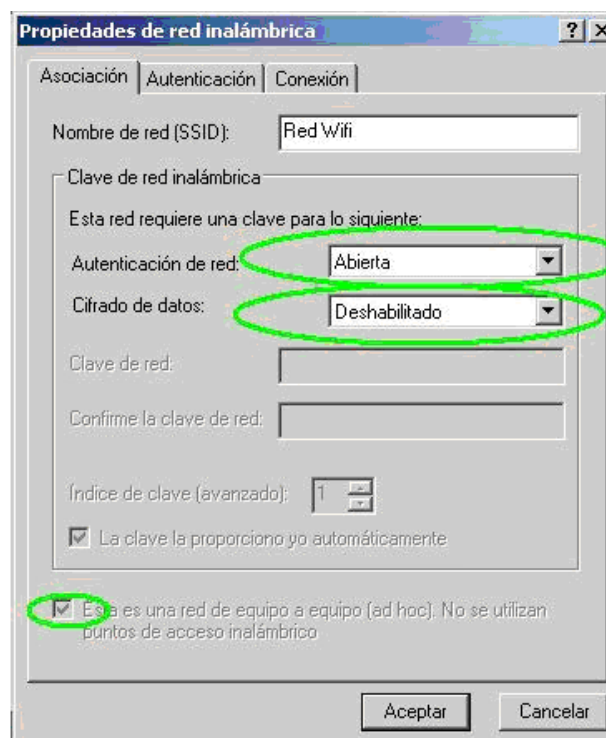 Propiedades de red inalámbrica
Asociación Autenticación Conexión
Nombre de red (SSID): Red Wifi
Clave de red inalámbrica
Esta red requiere una clave para lo siguiente:
Autenticación de red: Abierta
Cifrado de datos: Deshabilitado
Clave de red:
Confirme la clave de red:
Índice de clave (avanzado): 1
La clave la proporciono yo automáticamente
Esta es una red de equipo a equipo (ad hoc). No se utilizan
puntos de acceso inalámbrico
Aceptar Cancelar